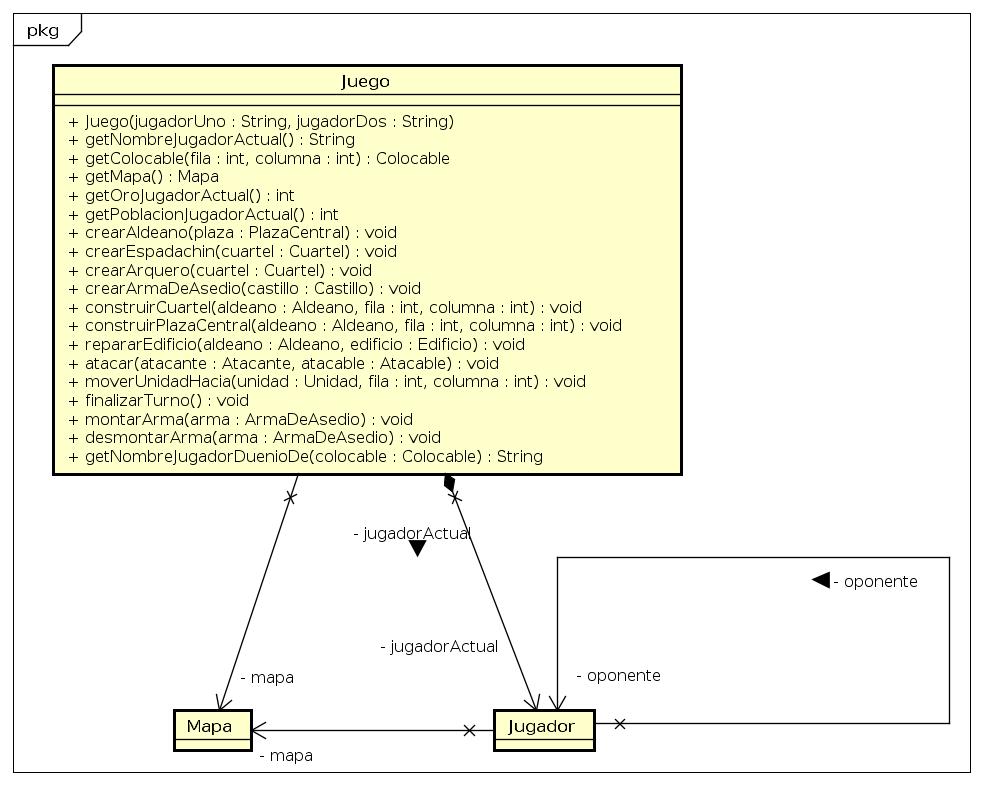 pkg
Juego
+ Juego(jugadorUno : String, jugadorDos : String)
+ getNombreJugadorActual() : String
+ getColocable(fila : int, columna : int) : Colocable
+ getMapa() : Mapa
+ getOroJugadorActual() : int
+ getPoblacionJugadorActual() : int
+ crearAldeano(plaza : PlazaCentral) : void
+ crearEspadachin(cuartel : Cuartel) : void
+ crearArquero(cuartel : Cuartel) : void
+ crearArmaDeAsedio(castillo : Castillo) : void
+ construirCuartel(aldeano : Aldeano, fila : int, columna : int) : void
+ construirPlazaCentral(aldeano : Aldeano, fila : int, columna : int) : void
+ repararEdificio(aldeano : Aldeano, edificio : Edificio) : void
+ atacar(atacante : Atacante, atacable : Atacable) : void
+ moverUnidadHacia(unidad : Unidad, fila : int, columna : int) : void
+ finalizarTurno() : void
+ montarArma(arma : ArmaDeAsedio) : void
+ desmontarArma(arma : ArmaDeAsedio) : void
+ getNombreJugadorDuenioDe(colocable : Colocable) : String
- jugadorActual
- oponente
- jugadorActual
- mapa
- oponente
Mapa
Jugador
- mapa